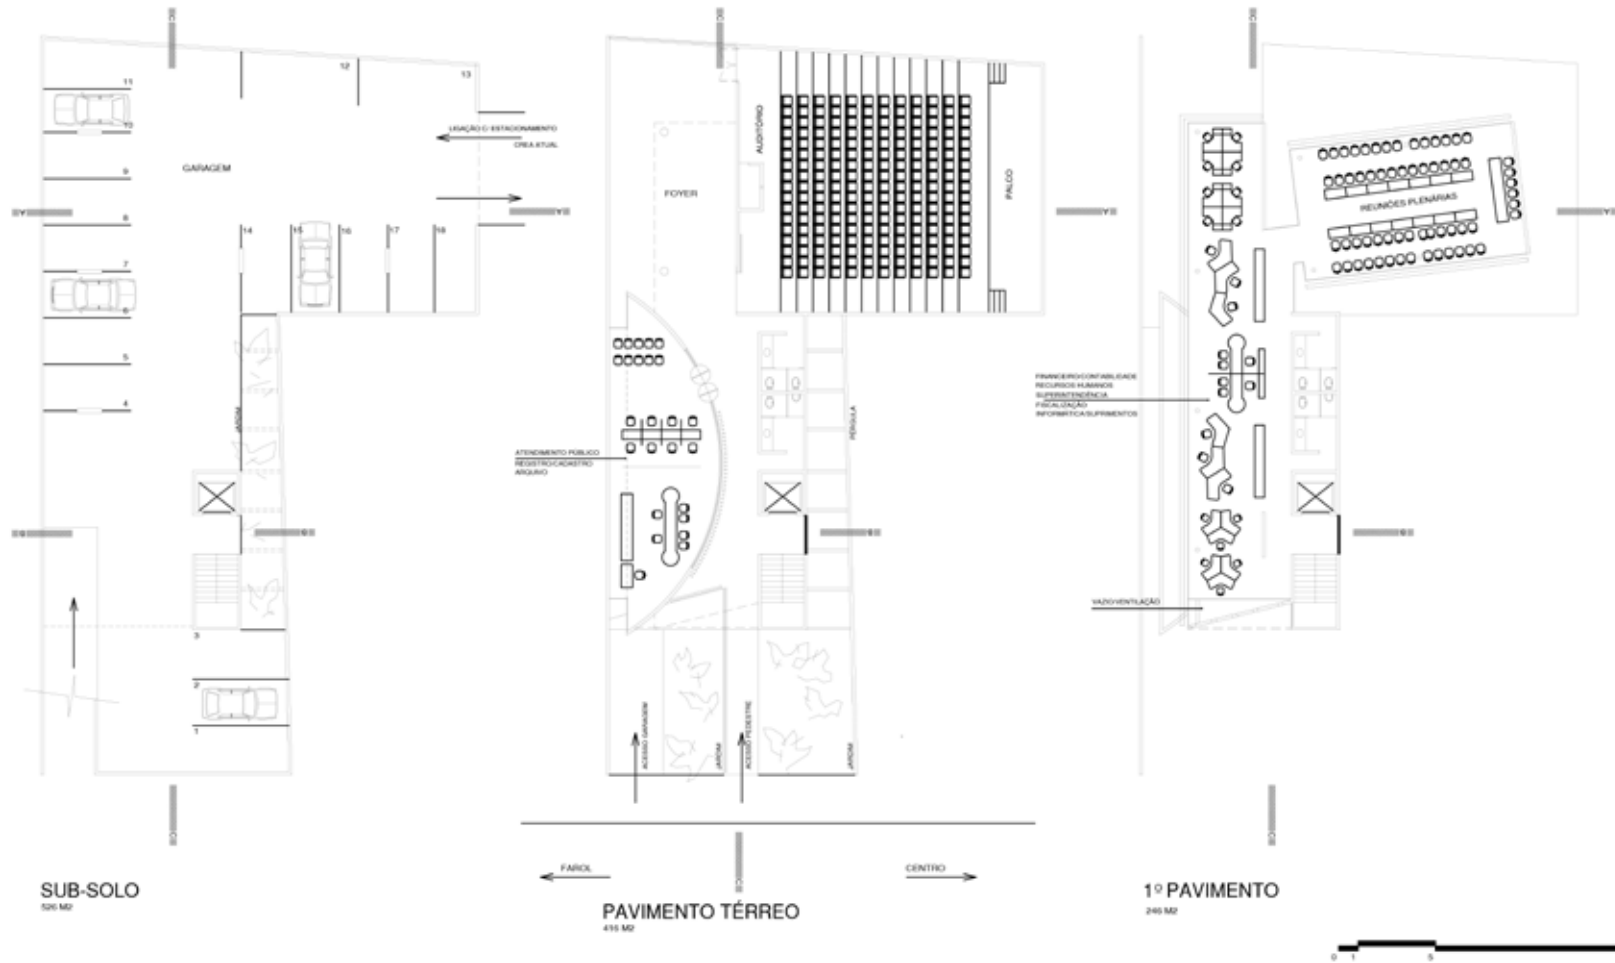 11
10
9
8
7
6
5
4
3
2
1
12
13
14
15
16
17
18
GARAGEM
LIGAÇÃO C/ ESTACIONAMENTO
CREA ATUAL
JARDIM
A
A
B
B
C
C
SUB-SOLO
526 M2
FOYER
AUDITÓRIO
PALCO
PÉRGULA
ATENDIMENTO PÚBLICO
REGISTRO/CADASTRO
ARQUIVO
ACESSO GARAGEM
JARDIM
ACESSO PEDESTRE
JARDIM
A
B
C
C
FAROL
CENTRO
PAVIMENTO TÉRREO
416 M2
REUNIÕES PLENÁRIAS
FINANCEIRO/CONTABILIDADE
RECURSOS HUMANOS
SUPERINTENDÊNCIA
FISCALIZAÇÃO
INFORMÁTICA/SUPRIMENTOS
VAZIO/VENTILAÇÃO
A
B
C
C
1º PAVIMENTO
246 M2
0 1 5